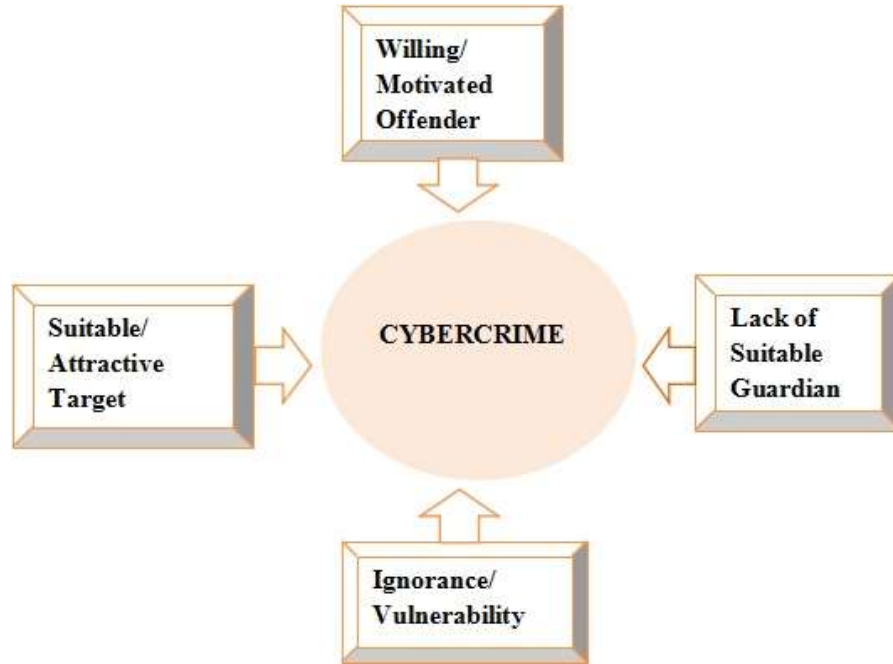 Willing/
Motivated
Offender
Suitable/
Attractive
Target
CYBERCRIME
Lack of
Suitable
Guardian
Ignorance/
Vulnerability